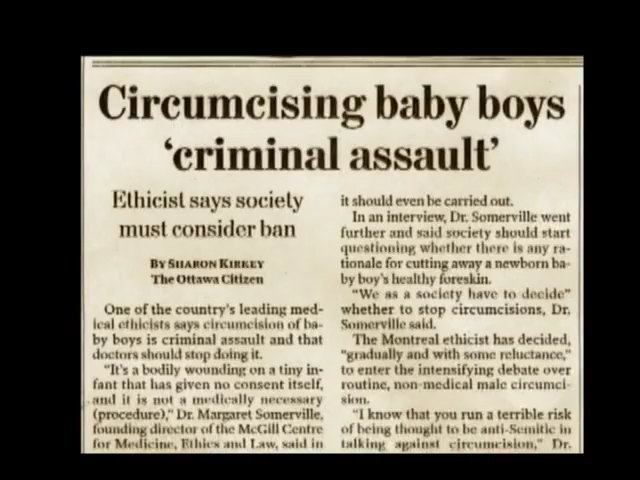 Circumcising baby boys
‘criminal assault’
Ethicist says society
must consider ban
BY SHARON KIRKEY
The Ottawa Citizen
One of the country's leading med-
ical ethicists says circumcision of ba-
by boys is criminal assault and that
doctors should stop doing it.
"It's a bodily wounding on a tiny in-
fant that has given no consent itself,
and it is not a medically necessary
(procedure)," Dr. Margaret Somerville,
founding director of the McGill Centre
for Medicine, Ethics and Law, said in
it should even be carried out.
In an interview, Dr. Somerville went
further and said society should start
questioning whether there is any ra-
tionale for cutting away a newborn ba-
by boy's healthy foreskin.
"We as a society have to decide"
whether to stop circumcisions, Dr.
Somerville said.
The Montreal ethicist has decided,
"gradually and with some reluctance,"
to enter the intensifying debate over
routine, non-medical male circumci-
sion.
"I know that you run a terrible risk
of being thought to be anti-Semitic in
talking against circumcision," Dr.